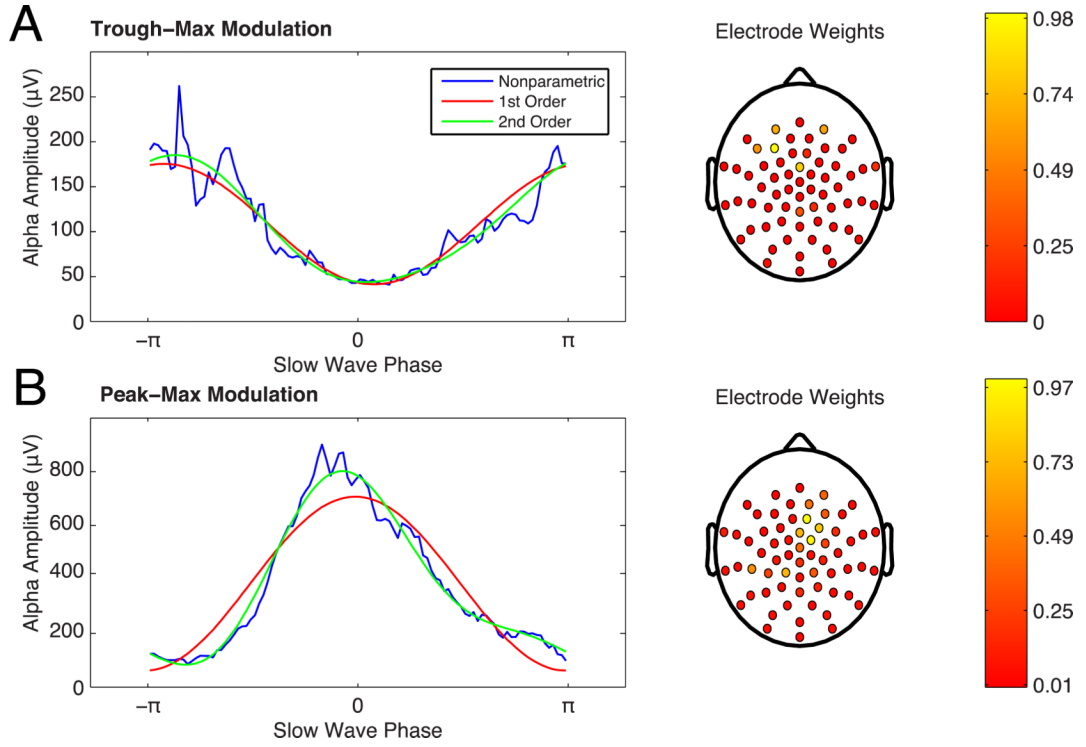 A
Trough–Max Modulation
Alpha Amplitude (μV)
250
200
150
100
50
0
–π
0
π
Slow Wave Phase
Nonparametric
1st Order
2nd Order
Electrode Weights
0.98
0.74
0.49
0.25
0
B
Peak–Max Modulation
Alpha Amplitude (μV)
800
600
400
200
0
–π
0
π
Slow Wave Phase
Electrode Weights
0.97
0.73
0.49
0.25
0.01